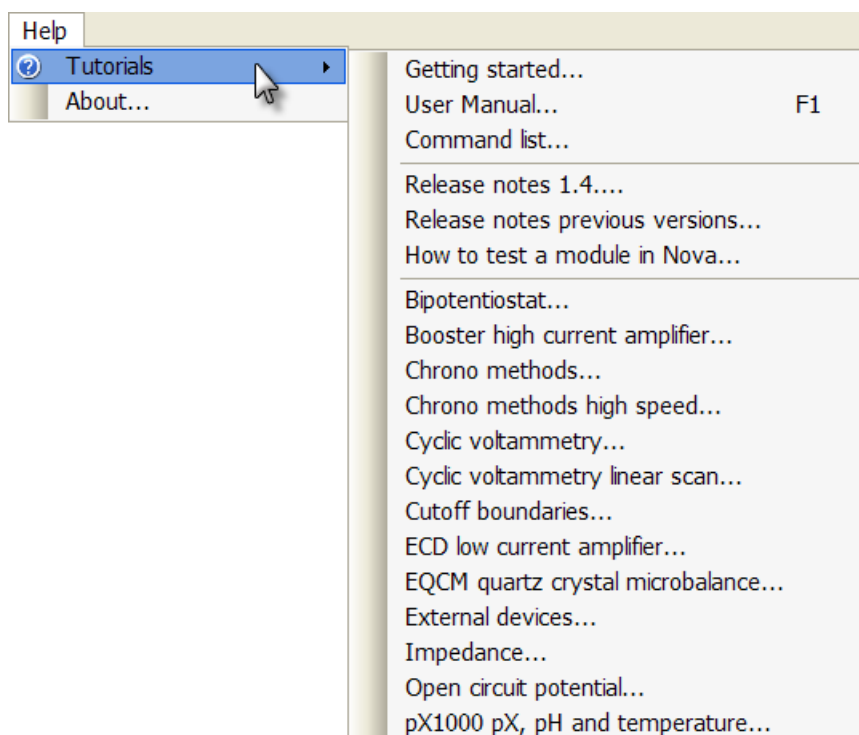 Help
Tutorials
About...
Getting started...
User Manual... F1
Command list...
Release notes 1.4....
Release notes previous versions...
How to test a module in Nova...
Bipotentiostat...
Booster high current amplifier...
Chrono methods...
Chrono methods high speed...
Cyclic voltammetry...
Cyclic voltammetry linear scan...
Cutoff boundaries...
ECD low current amplifier...
EQCM quartz crystal microbalance...
External devices...
Impedance...
Open circuit potential...
pX1000 pX, pH and temperature...